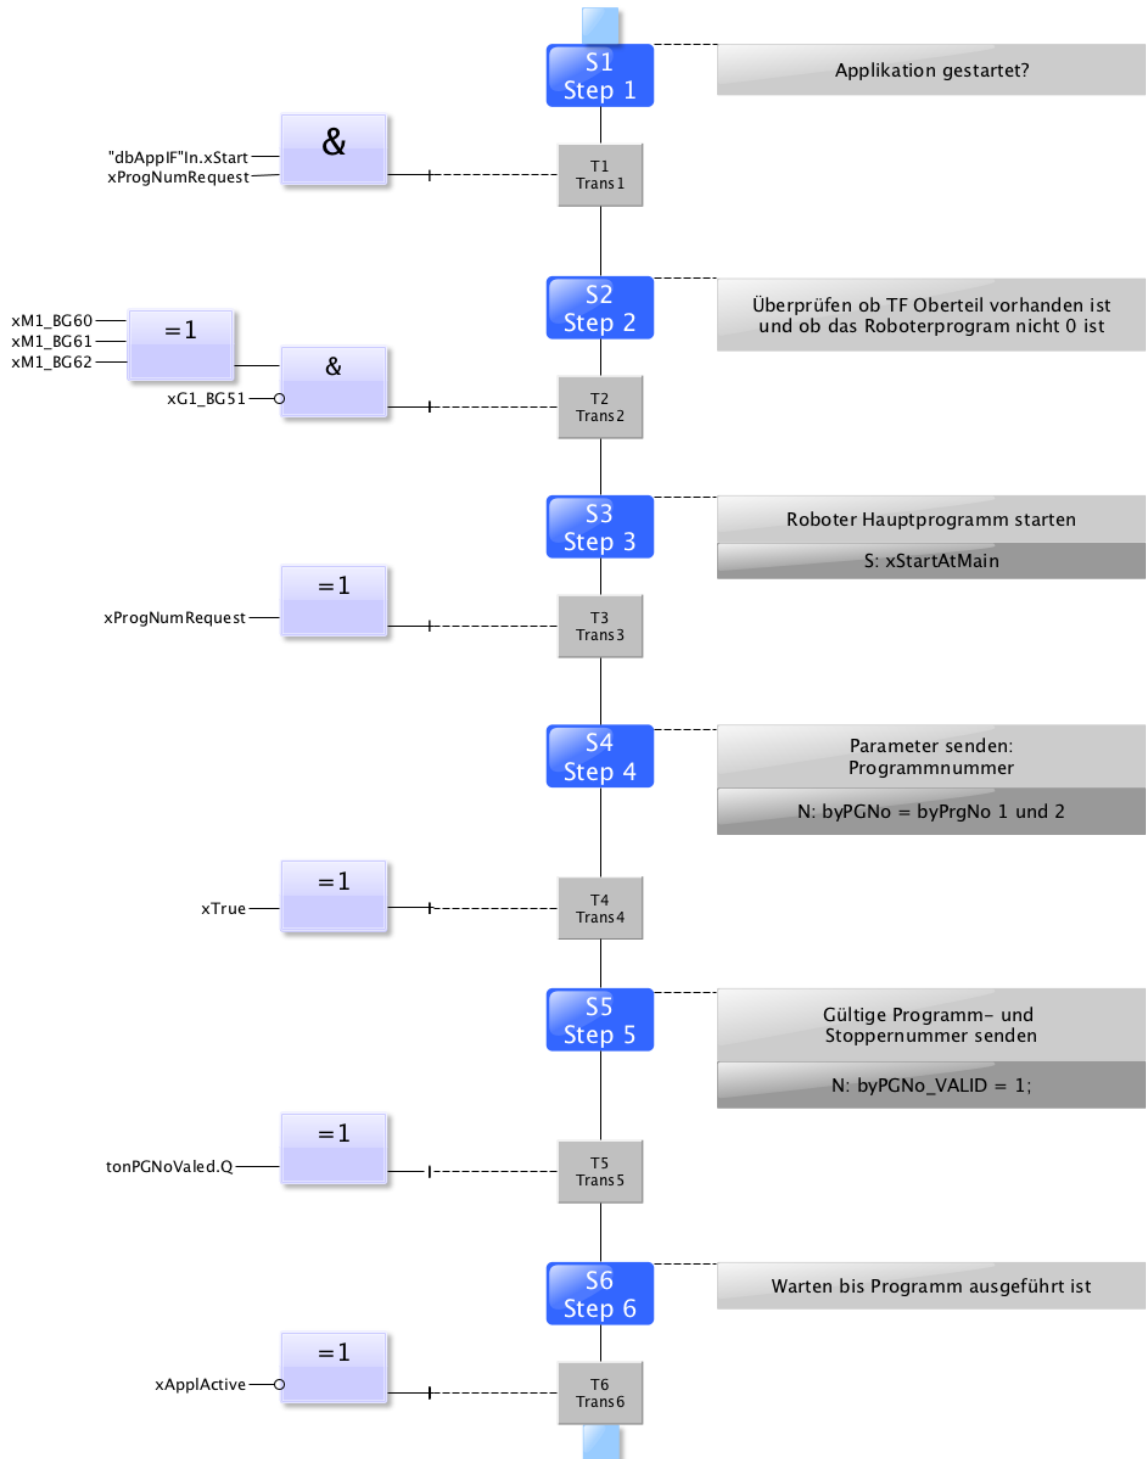 S1
Step 1
Applikation gestartet?
&
"dbAppIF"In.xStart
xProgNumRequest
T1
Trans1
S2
Step 2
Überprüfen ob TF Oberteil vorhanden ist
und ob das Roboterprogram nicht 0 ist
=1
xM1_BG60
xM1_BG61
xM1_BG62
&
xG1_BG51
T2
Trans2
S3
Step 3
Roboter Hauptprogramm starten
S: xStartAtMain
=1
xProgNumRequest
T3
Trans3
S4
Step 4
Parameter senden:
Programmnummer
N: byPGNo = byPrgNo 1 und 2
=1
xTrue
T4
Trans4
S5
Step 5
Gültige Programm- und
Stoppernummer senden
N: byPGNo_VALID = 1;
=1
tonPGNoValed.Q
T5
Trans5
S6
Step 6
Warten bis Programm ausgeführt ist
=1
xApplActive
T6
Trans6